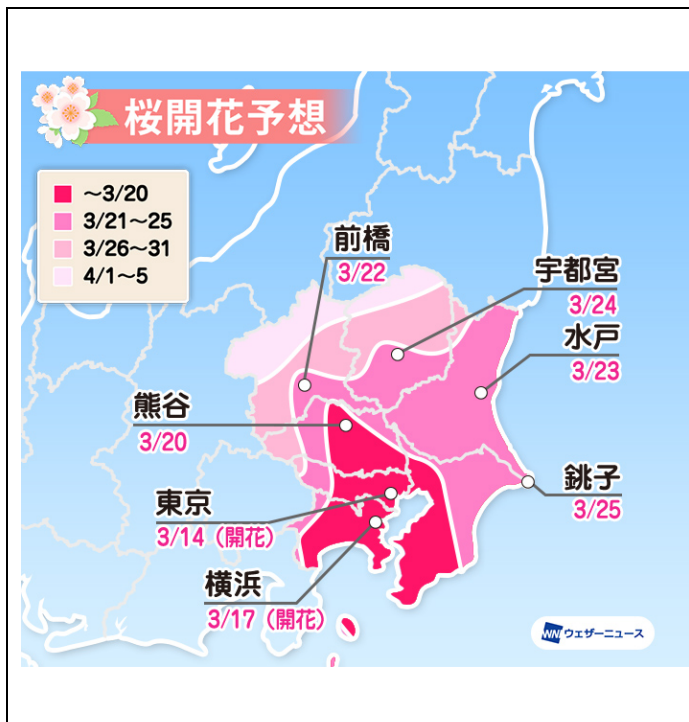 桜開花予想
~3/20
3/21~25
3/26~31
4/1~5
前橋
3/22
宇都宮
3/24
水戸
3/23
熊谷
3/20
東京
3/14(開花)
銚子
3/25
横浜
3/17(開花)
WN ウェザーニュース